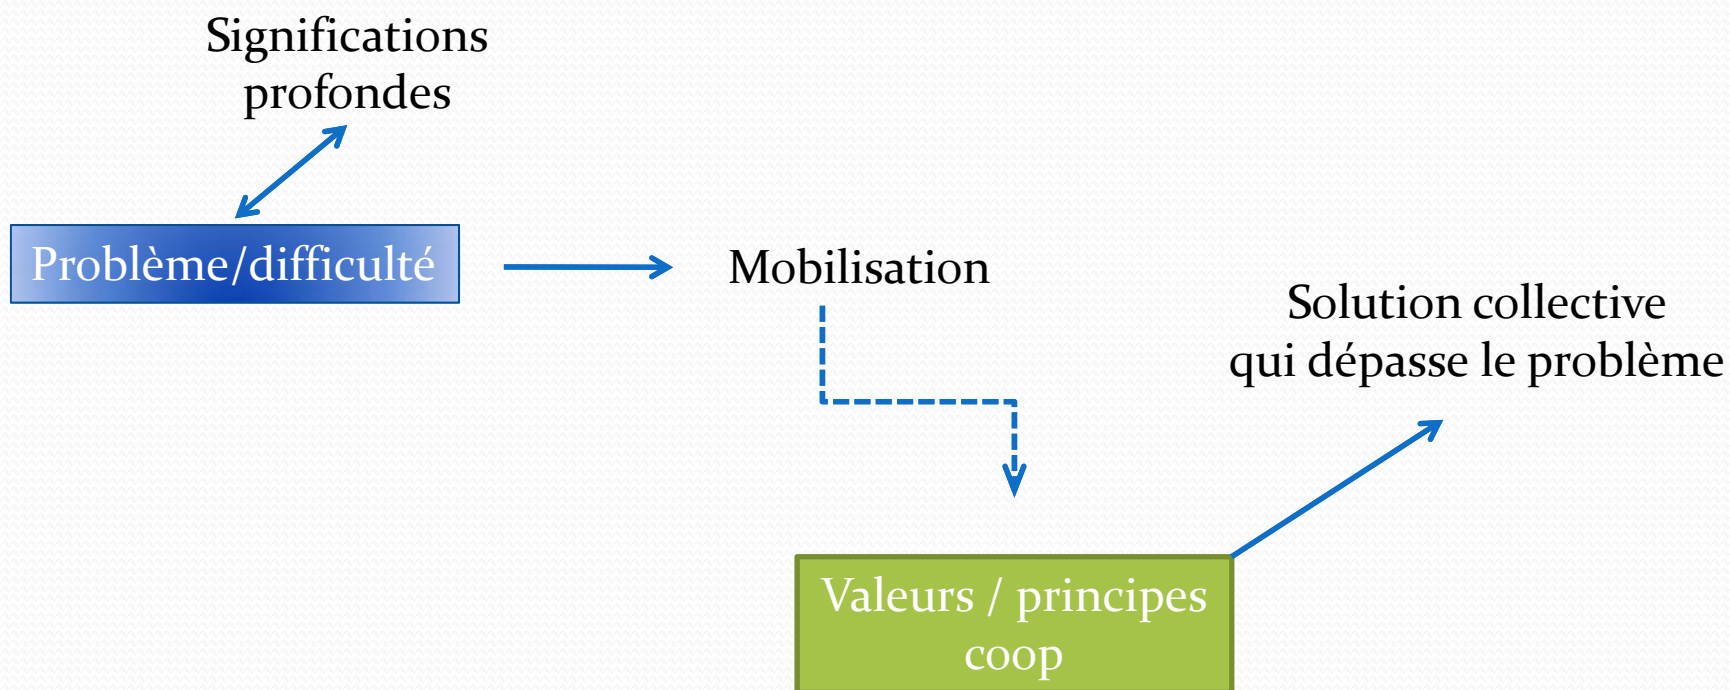 Significations
profondes
Problème/difficulté
Mobilisation
Solution collective
qui dépasse le problème
Valeurs / principes
coop